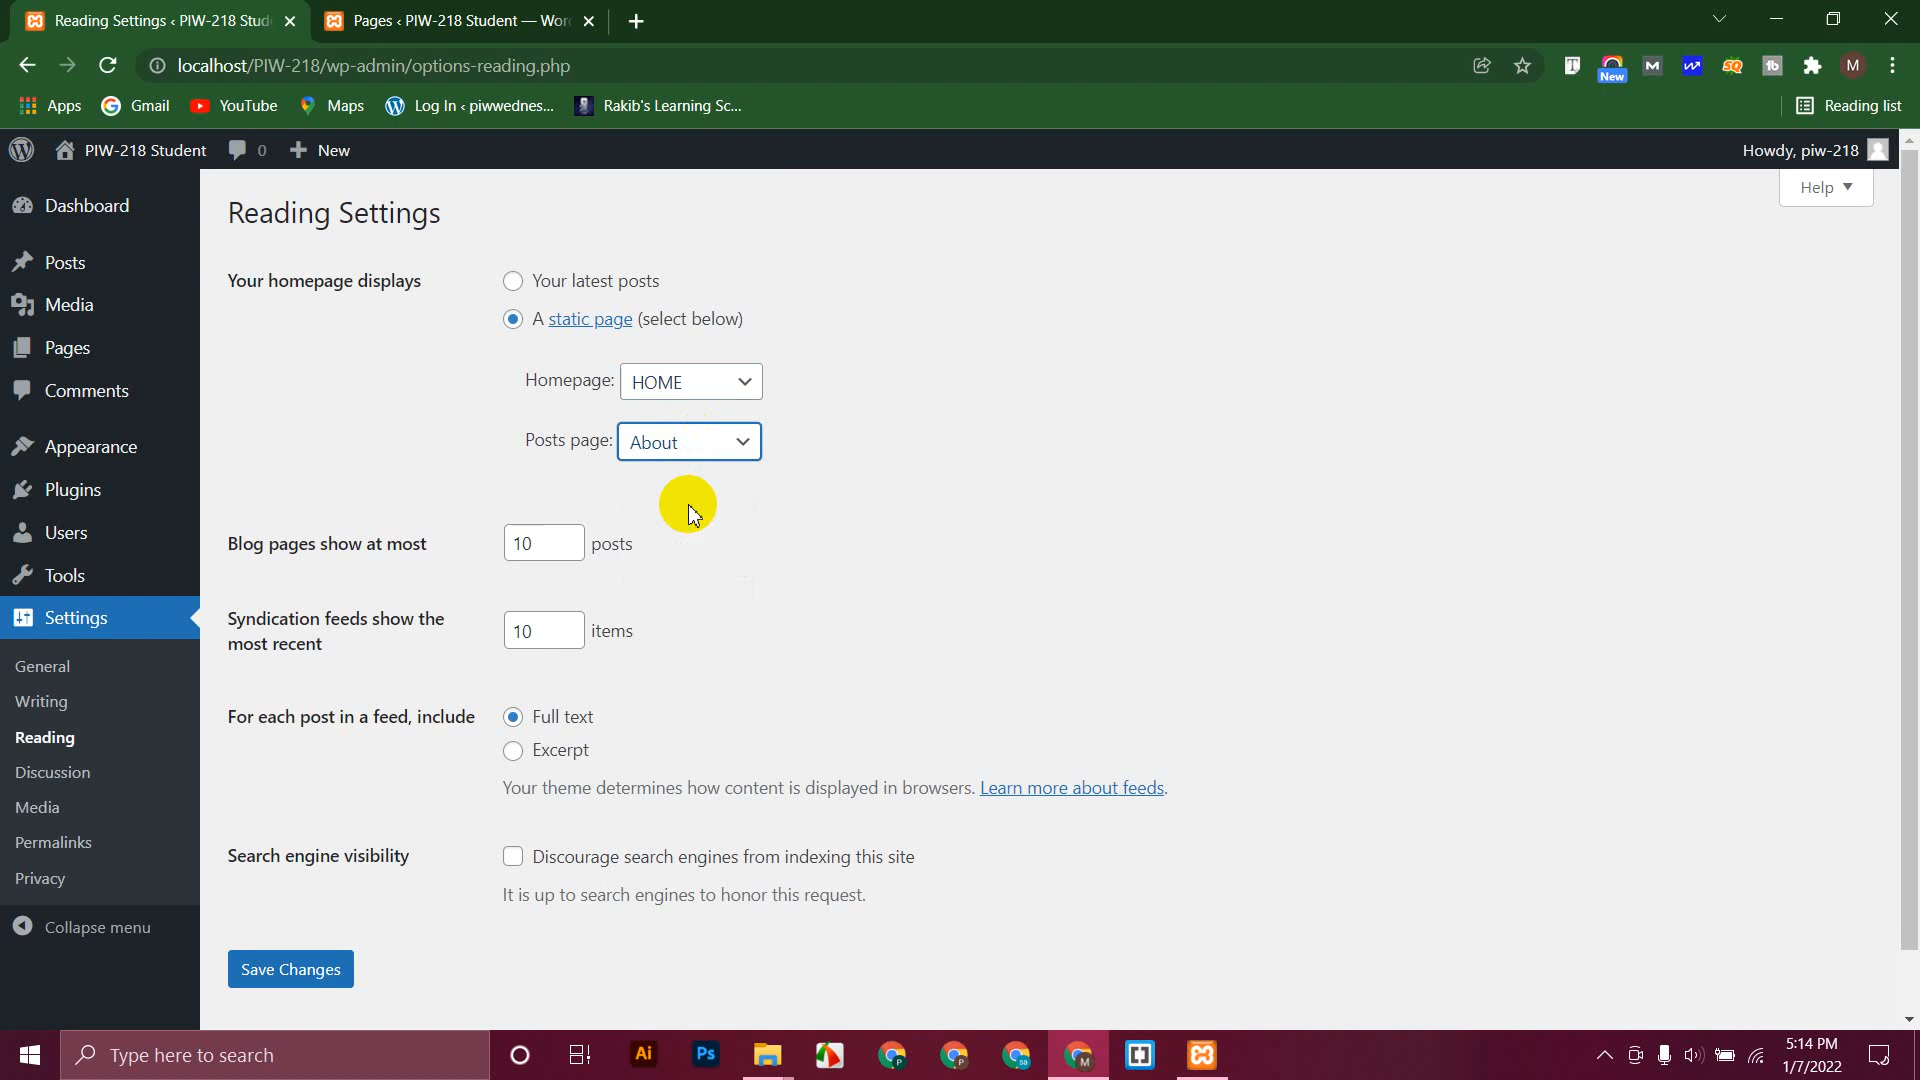 Reading Settings ‹ PIW-218 Stud
Pages ‹ PIW-218 Student — Wor
localhost/PIW-218/wp-admin/options-reading.php
New
M
Apps
Gmail
YouTube
Maps
Log In ‹ piwwednes...
Rakib's Learning Sc...
Reading list
PIW-218 Student
0
New
Howdy, piw-218
Help
Dashboard
Posts
Media
Pages
Comments
Appearance
Plugins
Users
Tools
Settings
General
Writing
Reading
Discussion
Media
Permalinks
Privacy
Collapse menu
Reading Settings
Your homepage displays
Your latest posts
A static page (select below)
Homepage: HOME
Posts page: About
Blog pages show at most
10 posts
Syndication feeds show the
most recent
10 items
For each post in a feed, include
Full text
Excerpt
Your theme determines how content is displayed in browsers. Learn more about feeds.
Search engine visibility
Discourage search engines from indexing this site
It is up to search engines to honor this request.
Save Changes
Type here to search
Ai
Ps
5:14 PM
1/7/2022